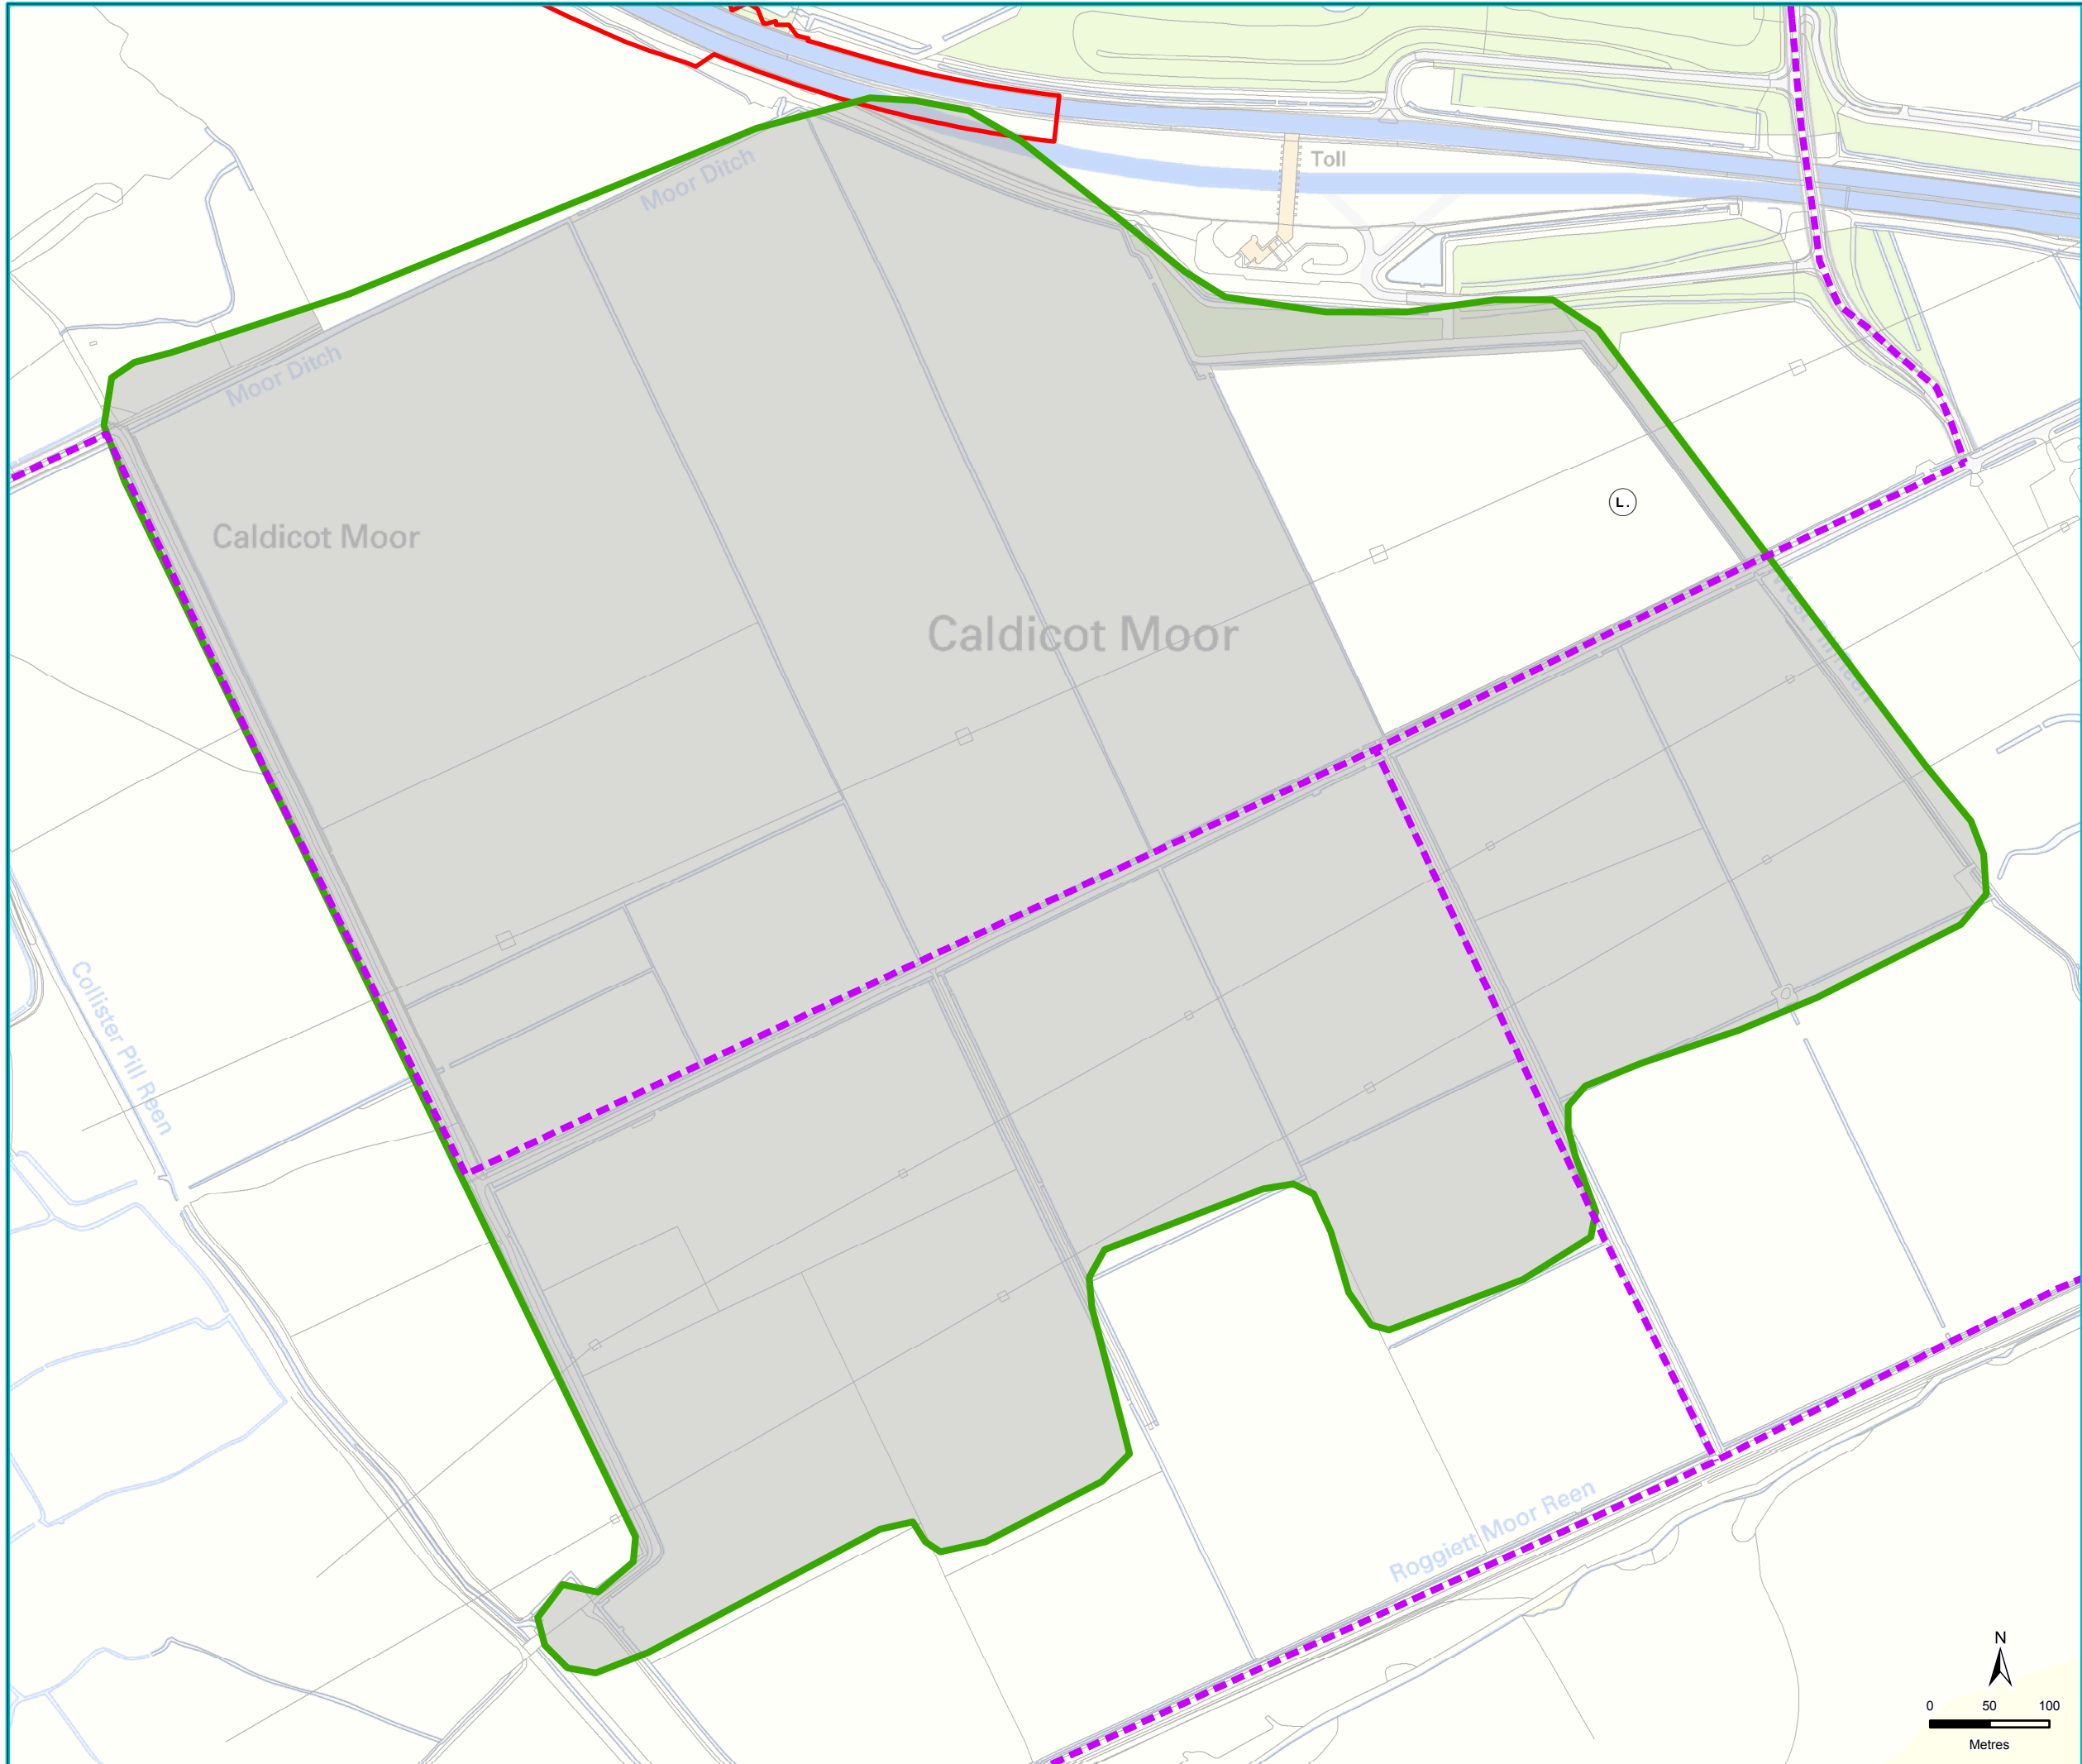 Toll
Moor Ditch
Moor Ditch
L.
Caldicot Moor
Caldicot Moor
Collister Pill Reen
Roggiett Moor Reen
N
0 50 100
Metres